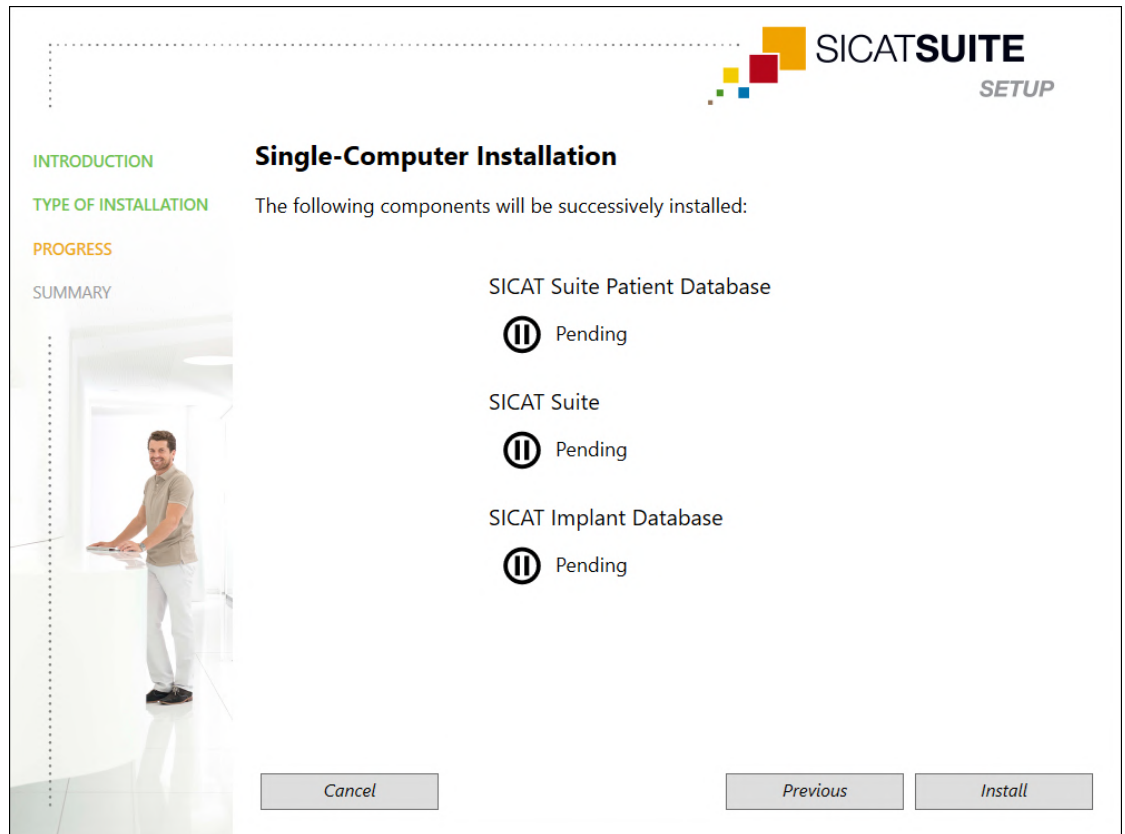 SICATSUITE
SETUP
INTRODUCTION
TYPE OF INSTALLATION
PROGRESS
SUMMARY
Single-Computer Installation
The following components will be successively installed:
SICAT Suite Patient Database
Pending
SICAT Suite
Pending
SICAT Implant Database
Pending
Cancel
Previous
Install